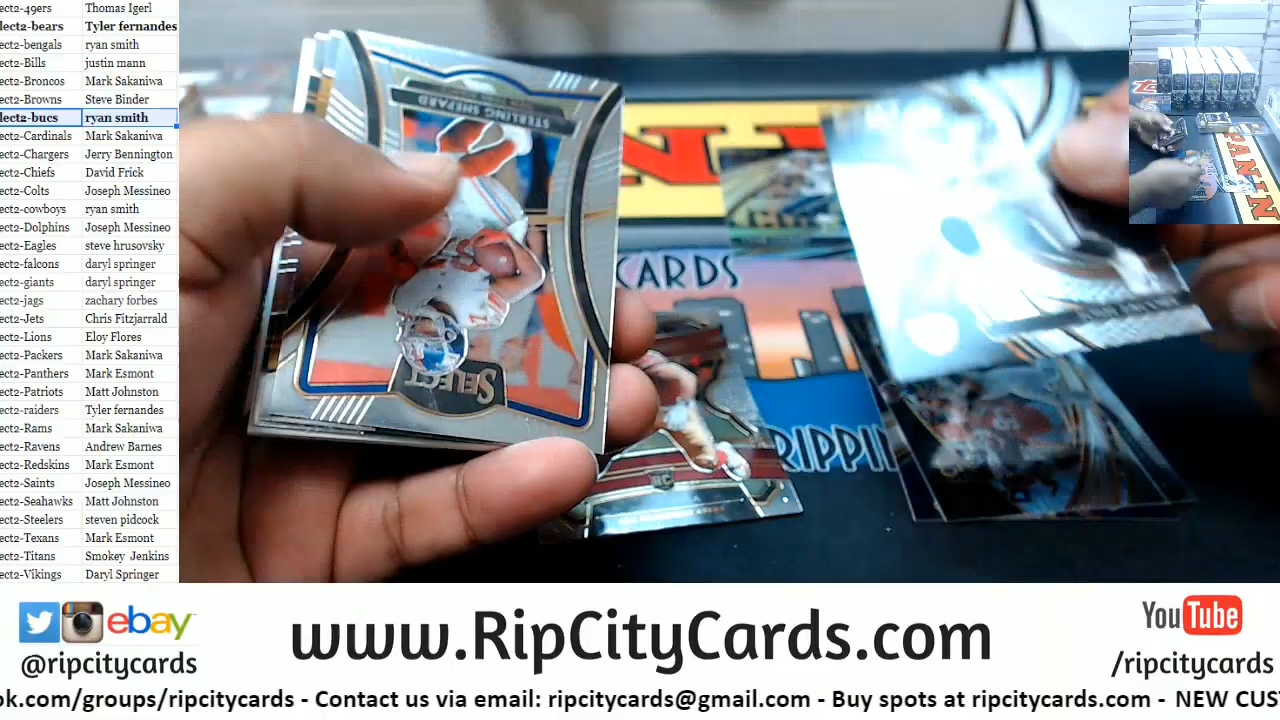 ect2-49ers Thomas Igerl
lect2-bears Tyler fernandes
ect2-bengals ryan smith
ect2-Bills justin mann
ect2-Broncos Mark Sakaniwa
ect2-Browns Steve Binder
lect2-bucs ryan smith
ect2-Cardinals Mark Sakaniwa
ect2-Chargers Jerry Bennington
ect2-Chiefs David Frick
ect2-Colts Joseph Messineo
ect2-cowboys ryan smith
ect2-Dolphins Joseph Messineo
ect2-Eagles steve hrusovsky
ect2-falcons daryl springer
ect2-giants daryl springer
ect2-jags zachary forbes
ect2-Jets Chris Fitzjarrald
ect2-Lions Eloy Flores
ect2-Packers Mark Sakaniwa
ect2-Panthers Mark Esmont
ect2-Patriots Matt Johnston
ect2-raiders Tyler fernandes
ect2-Rams Mark Sakaniwa
ect2-Ravens Andrew Barnes
ect2-Redskins Mark Esmont
ect2-Saints Joseph Messineo
ect2-Seahawks Matt Johnston
ect2-Steelers steven pidcock
ect2-Texans Mark Esmont
ect2-Titans Smokey Jenkins
ect2-Vikings Daryl Springer
STERLING SHEPARD
SELECT
CARDS
RIPPIN
RC
PANIN
ebay
@ripcitycards
www.RipCityCards.com
YouTube
/ripcitycards
ok.com/groups/ripcitycards - Contact us via email: ripcitycards@gmail.com - Buy spots at ripcitycards.com - NEW CUS